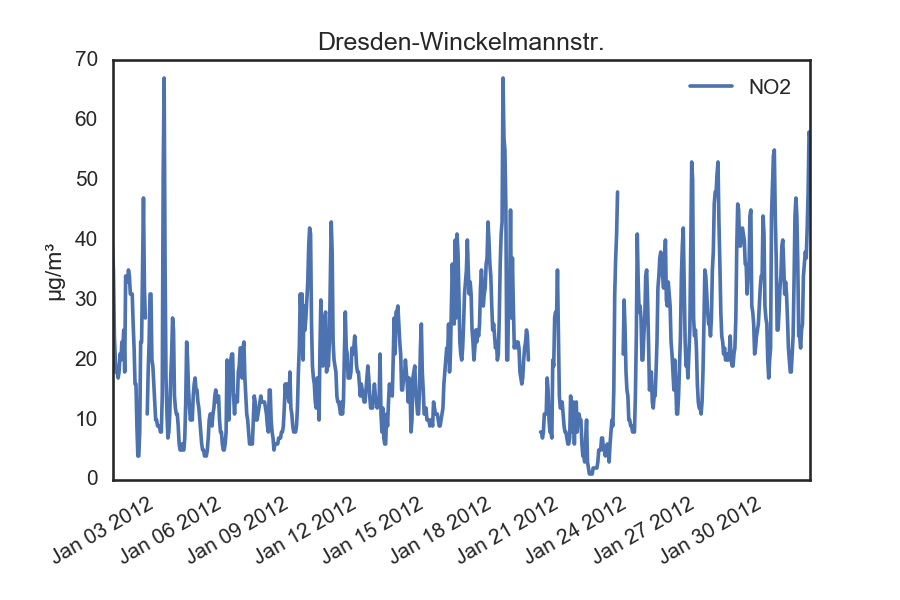 Dresden-Winckelmannstr.
NO2
µg/m³
70
60
50
40
30
20
10
0
Jan 03 2012
Jan 06 2012
Jan 09 2012
Jan 12 2012
Jan 15 2012
Jan 18 2012
Jan 21 2012
Jan 24 2012
Jan 27 2012
Jan 30 2012